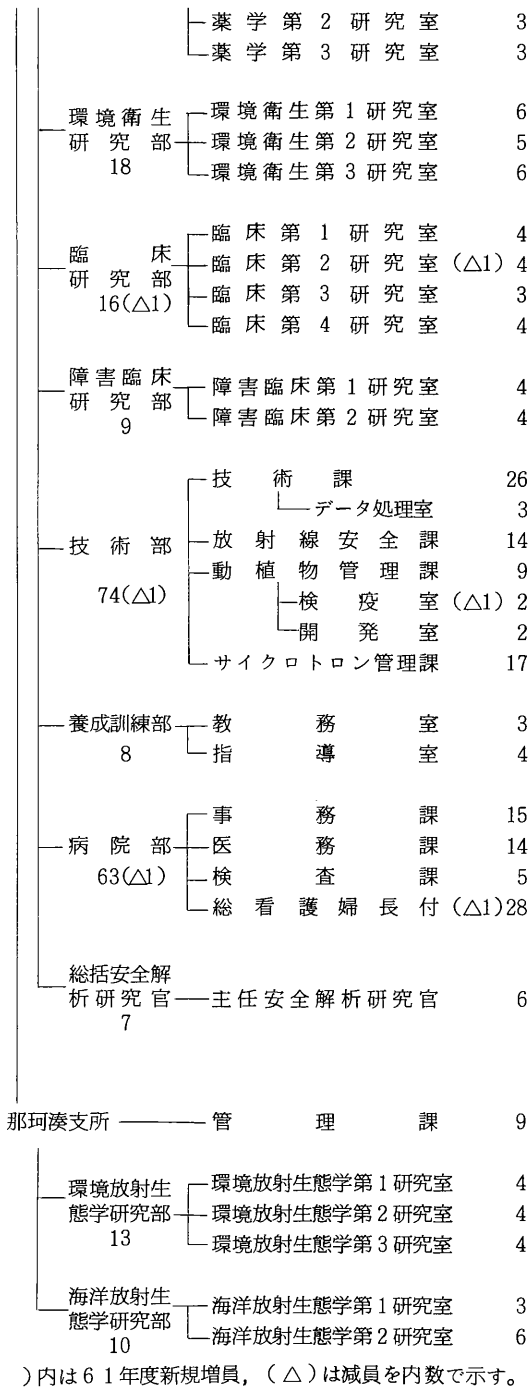 薬学第2研究室 3
薬学第3研究室 3
環境衛生研究部 18
環境衛生第1研究室 6
環境衛生第2研究室 5
環境衛生第3研究室 6
臨床研究部 16(△1)
臨床第1研究室 4
臨床第2研究室 (△1) 4
臨床第3研究室 3
臨床第4研究室 4
障害臨床研究部 9
障害臨床第1研究室 4
障害臨床第2研究室 4
技術部 74(△1)
技術課 26
データ処理室 3
放射線安全課 14
動植物管理課 9
検疫室 (△1) 2
開発室 2
サイクロトロン管理課 17
養成訓練部 8
教務室 3
指導室 4
病院部 63(△1)
事務課 15
医務課 14
検査課 5
総看護婦長付 (△1)28
総括安全解析研究官 7
主任安全解析研究官 6
那珂湊支所
管理課 9
環境放射生態学研究部 13
環境放射生態学第1研究室 4
環境放射生態学第2研究室 4
環境放射生態学第3研究室 4
海洋放射生態学研究部 10
海洋放射生態学第1研究室 3
海洋放射生態学第2研究室 6
)内は61年度新規増員,(△)は減員を内数で示す。